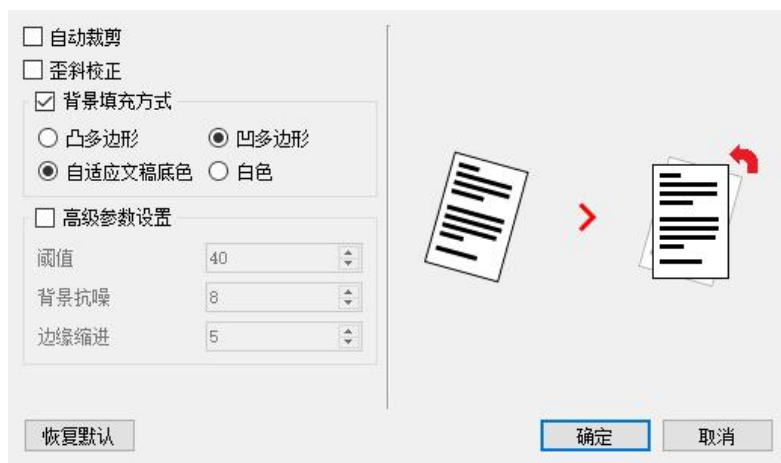 自动裁剪
歪斜校正
背景填充方式
凸多边形 凹多边形
自适应文稿底色 白色
高级参数设置
阈值 40
背景抗噪 8
边缘缩进 5
恢复默认 确定 取消